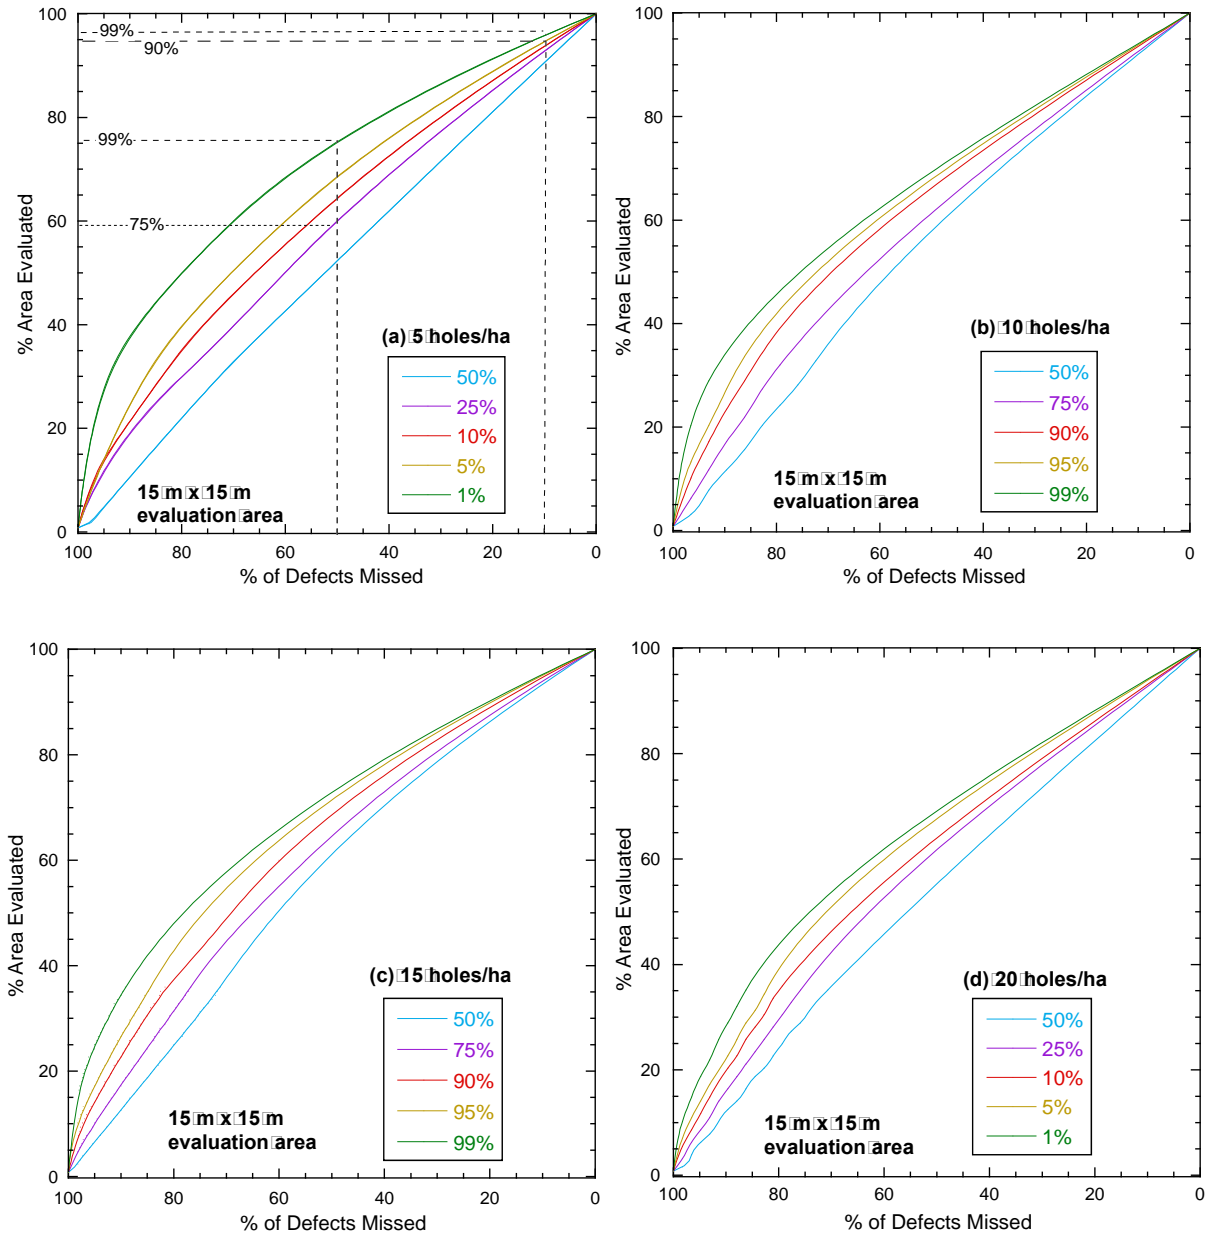 100
99%
90%
80
99%
60
75%
40
20
0
% Area Evaluated
(a) 5 holes/ha
50%
25%
10%
5%
1%
15 m x 15 m
evaluation area
100 80 60 40 20 0
% of Defects Missed
100
80
60
40
20
0
% Area Evaluated
(b) 10 holes/ha
50%
75%
90%
95%
99%
15 m x 15 m
evaluation area
100 80 60 40 20 0
% of Defects Missed
100
80
60
40
20
0
% Area Evaluated
(c) 15 holes/ha
50%
75%
90%
95%
99%
15 m x 15 m
evaluation area
100 80 60 40 20 0
% of Defects Missed
100
80
60
40
20
0
% Area Evaluated
(d) 20 holes/ha
50%
25%
10%
5%
1%
15 m x 15 m
evaluation area
100 80 60 40 20 0
% of Defects Missed